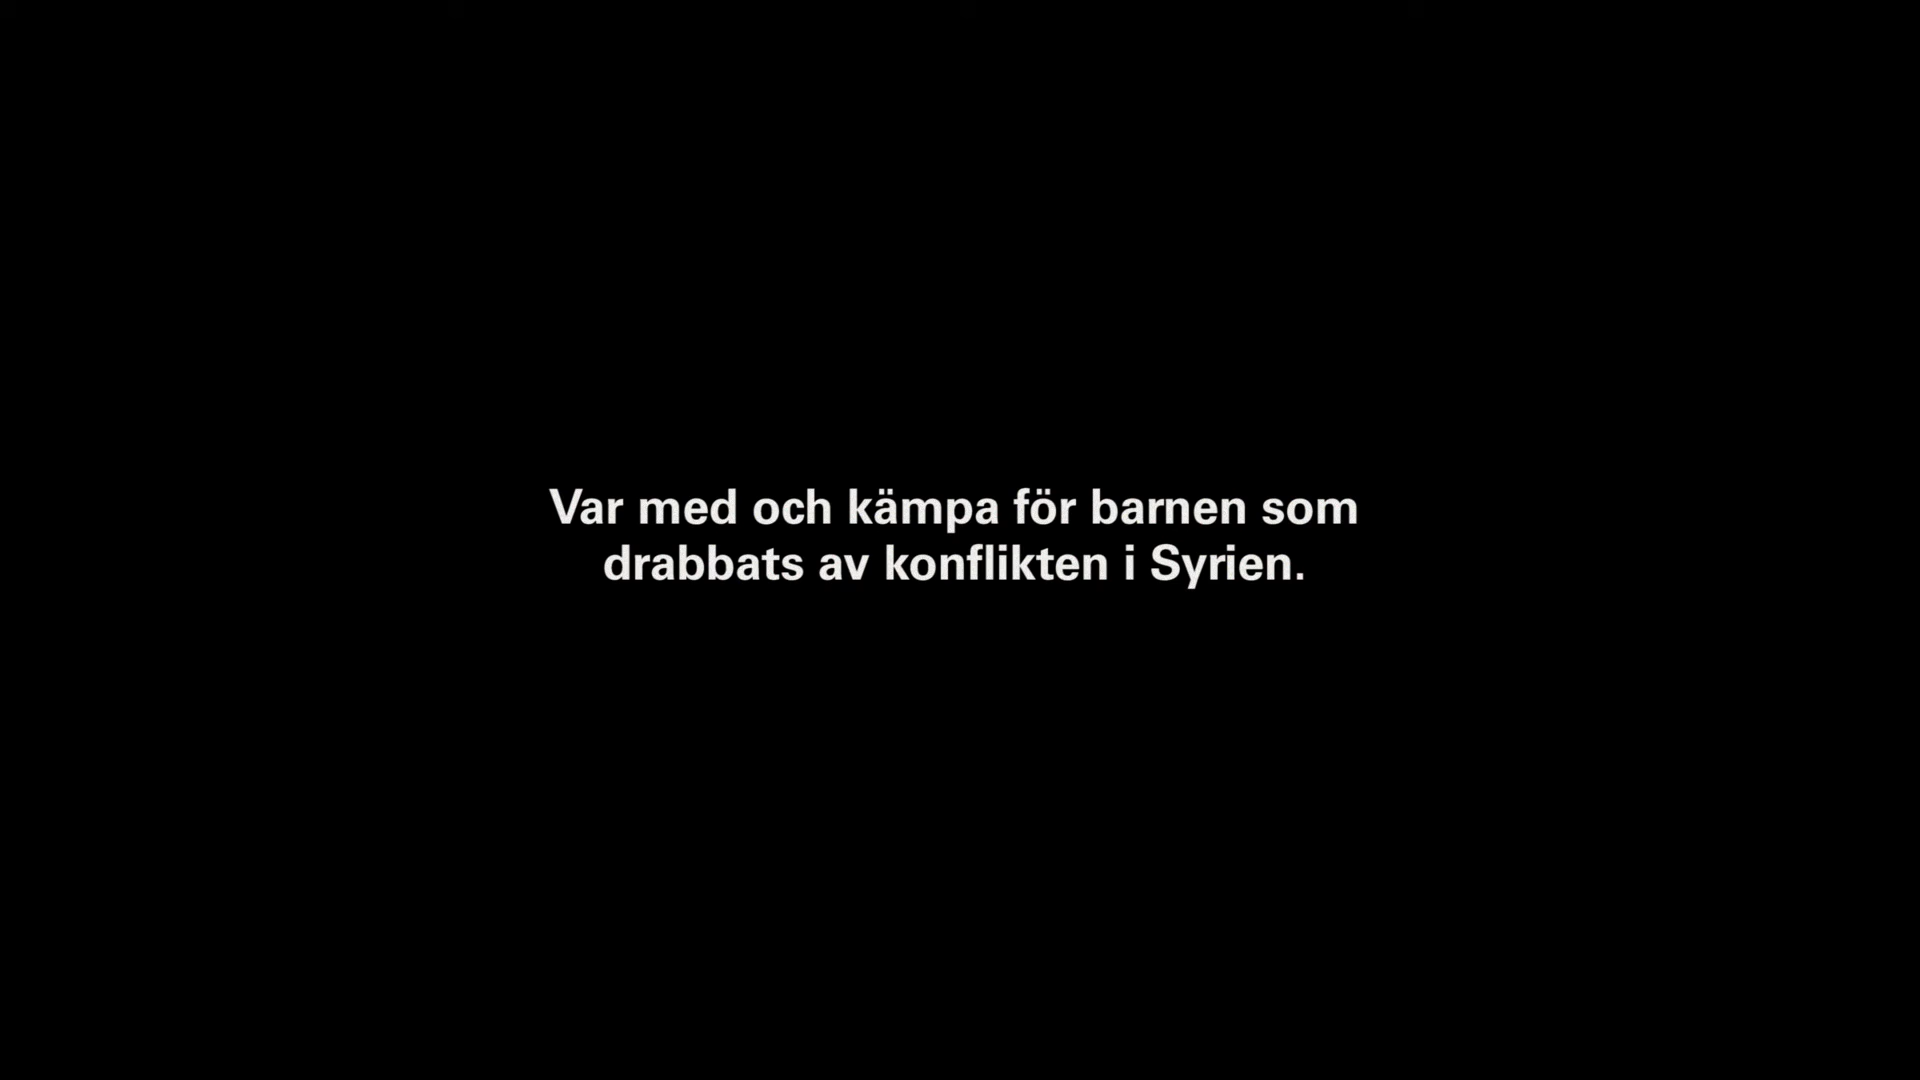 Var med och kämpa för barnen som
drabbats av konflikten i Syrien.